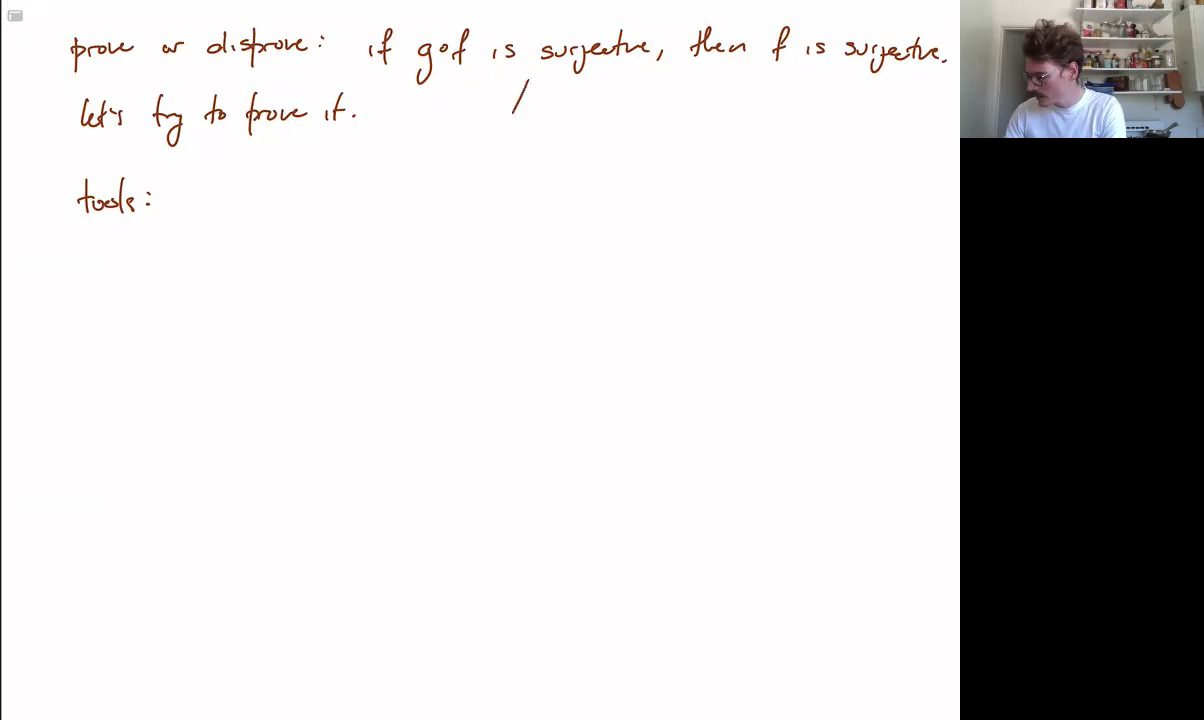 prove or disprove: if g∘f is surjective, then f is surjective.
let's try to prove it.
tools: